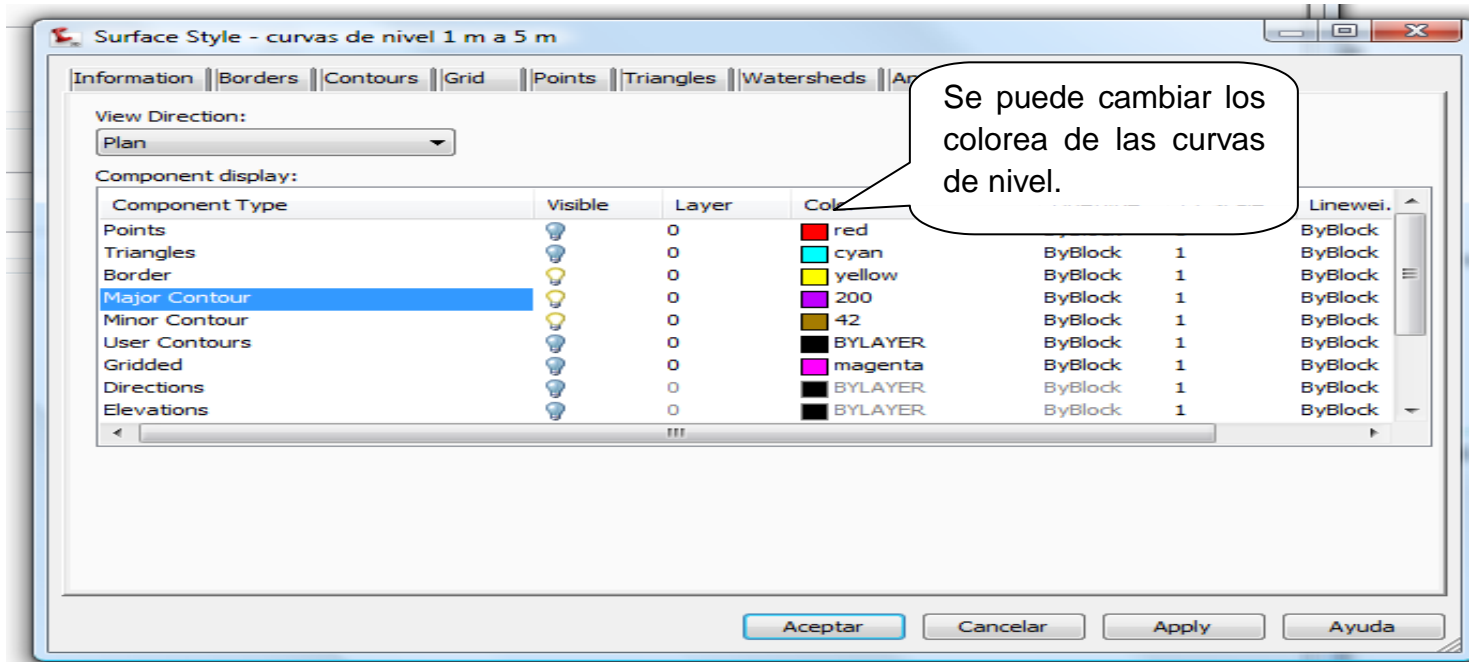 Surface Style - curvas de nivel 1 m a 5 m
Information Borders Contours Grid Points Triangles Watersheds
Se puede cambiar los
colorea de las curvas
de nivel.
View Direction:
Plan
Component display:
Component Type Visible Layer Linewei.
Points 0 red ByBlock
Triangles 0 cyan ByBlock 1 ByBlock
Border 0 yellow ByBlock 1 ByBlock
Major Contour 0 200 ByBlock 1 ByBlock
Minor Contour 0 42 ByBlock 1 ByBlock
User Contours 0 BYLAYER ByBlock 1 ByBlock
Gridded 0 magenta ByBlock 1 ByBlock
Directions 0 BYLAYER ByBlock 1 ByBlock
Elevations 0 BYLAYER ByBlock 1 ByBlock
Aceptar Cancelar Apply Ayuda